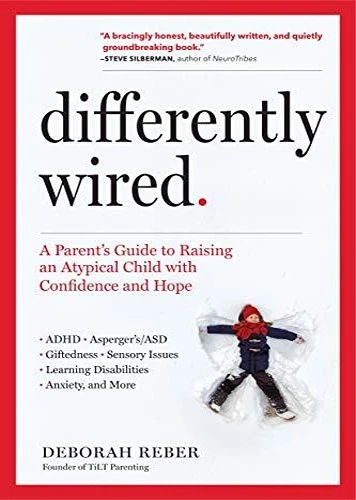 "A bracingly honest, beautifully written, and quietly
groundbreaking book."
–STEVE SILBERMAN, author of NeuroTribes
differently
wired.
A Parent's Guide to Raising
an Atypical Child with
Confidence and Hope
• ADHD • Asperger's/ASD
• Giftedness • Sensory Issues
• Learning Disabilities
• Anxiety, and More
DEBORAH REBER
Founder of TiLT Parenting